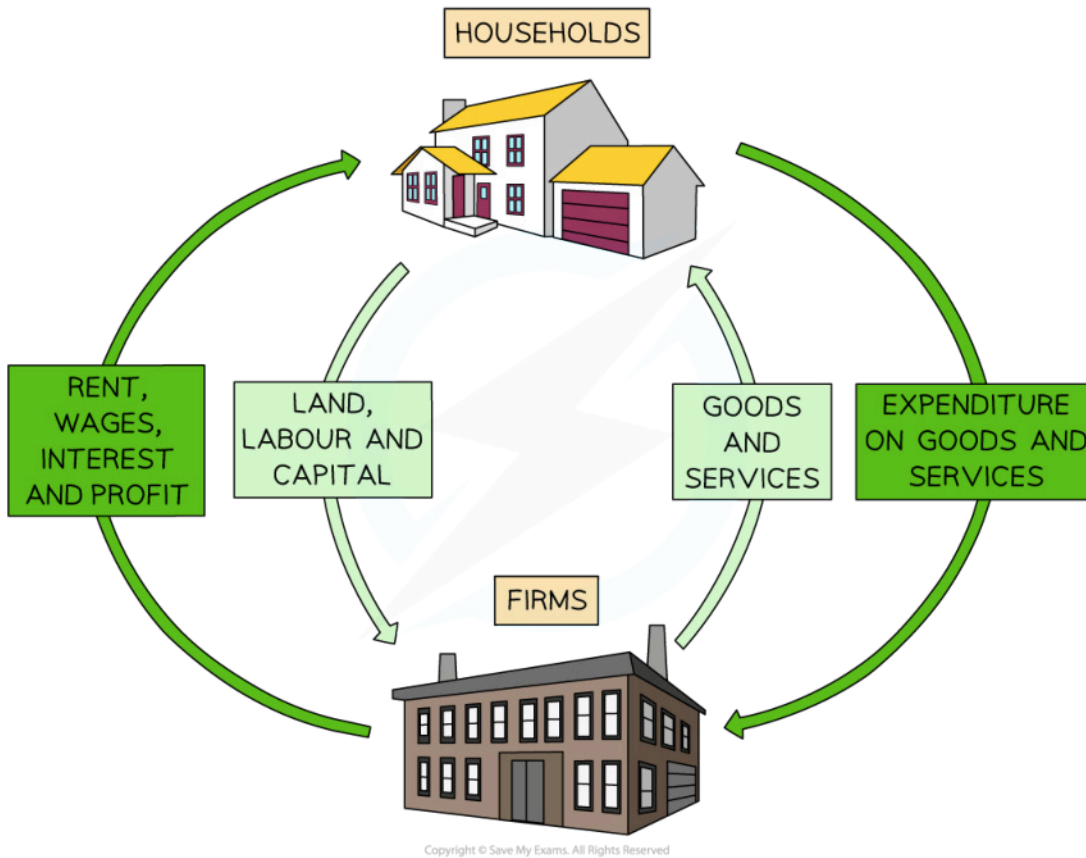 HOUSEHOLDS
RENT,
WAGES,
INTEREST
AND PROFIT
LAND,
LABOUR AND
CAPITAL
GOODS
AND
SERVICES
EXPENDITURE
ON GOODS AND
SERVICES
FIRMS
Copyright © Save My Exams. All Rights Reserved